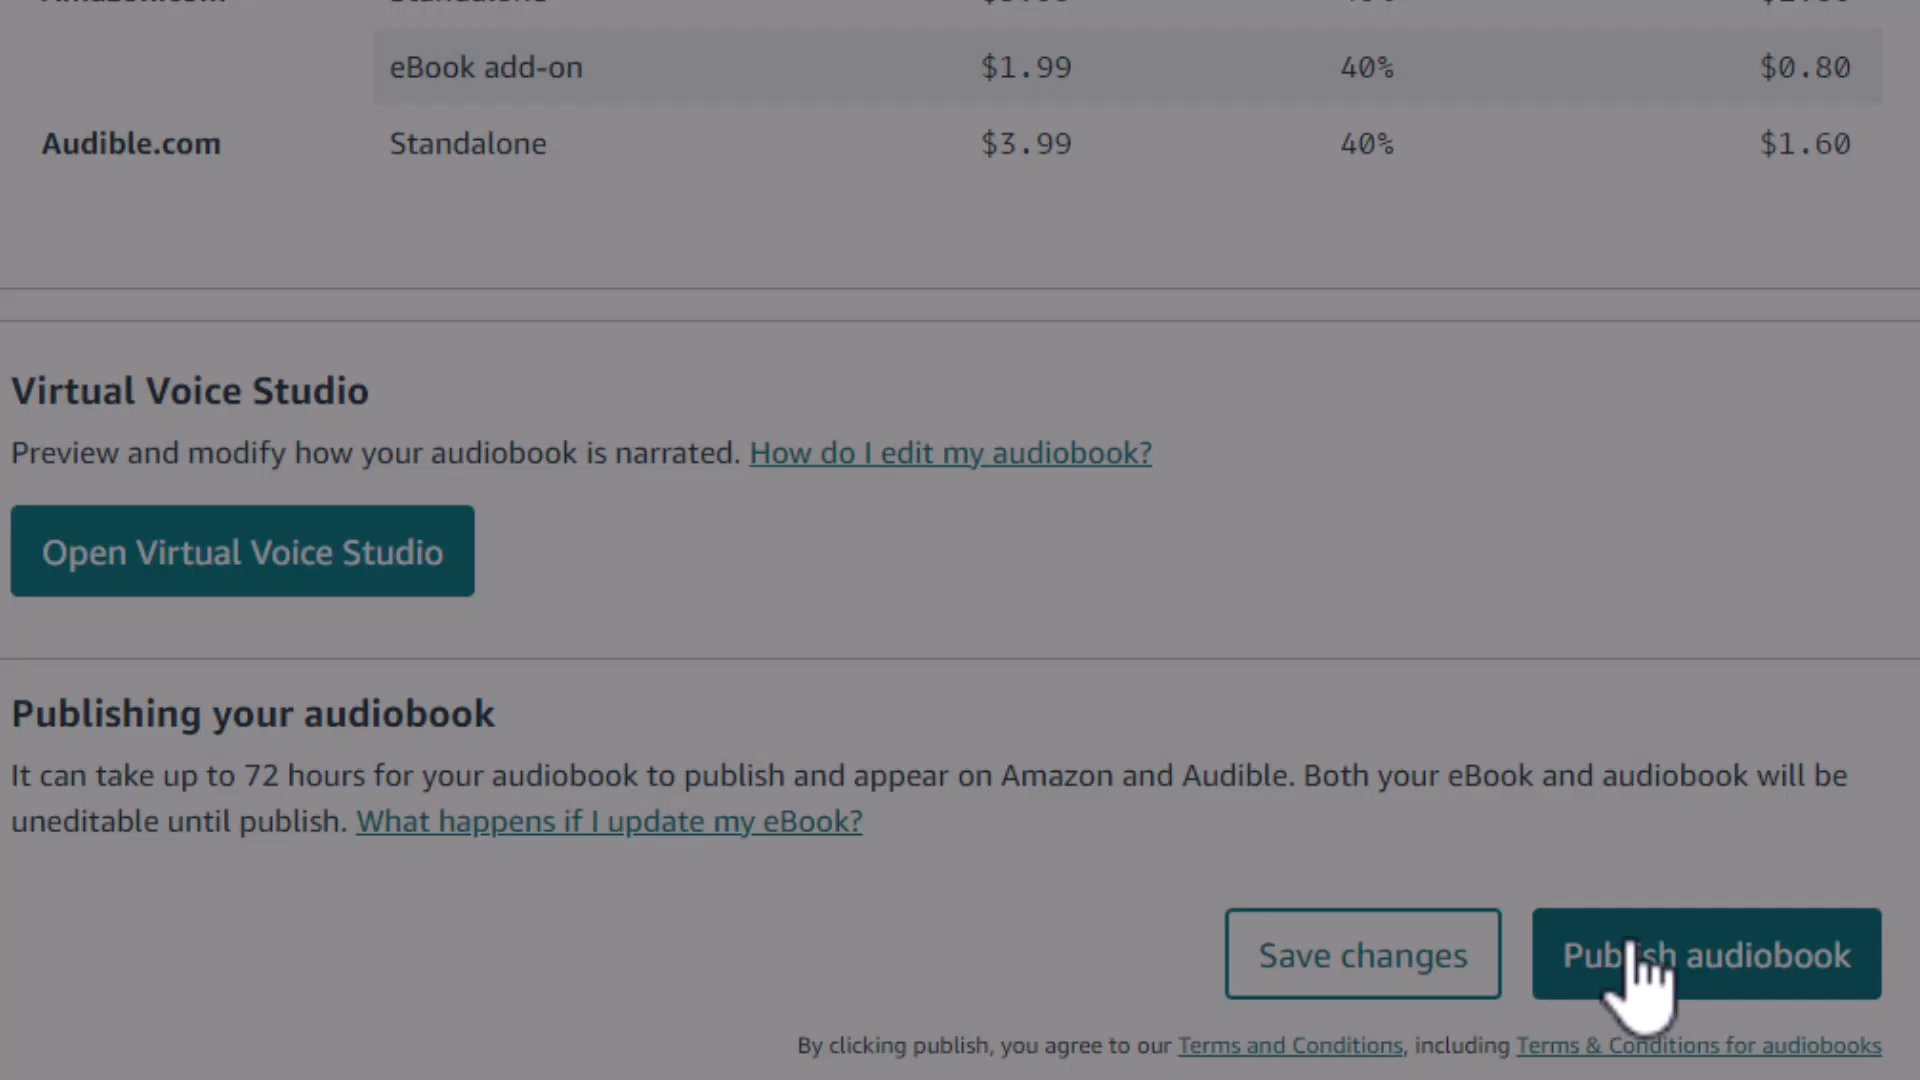 eBook add-on $1.99 40% $0.80
Audible.com Standalone $3.99 40% $1.60
Virtual Voice Studio
Preview and modify how your audiobook is narrated. How do I edit my audiobook?
Open Virtual Voice Studio
Publishing your audiobook
It can take up to 72 hours for your audiobook to publish and appear on Amazon and Audible. Both your eBook and audiobook will be
uneditable until publish. What happens if I update my eBook?
Save changes Publish audiobook
By clicking publish, you agree to our Terms and Conditions, including Terms & Conditions for audiobooks